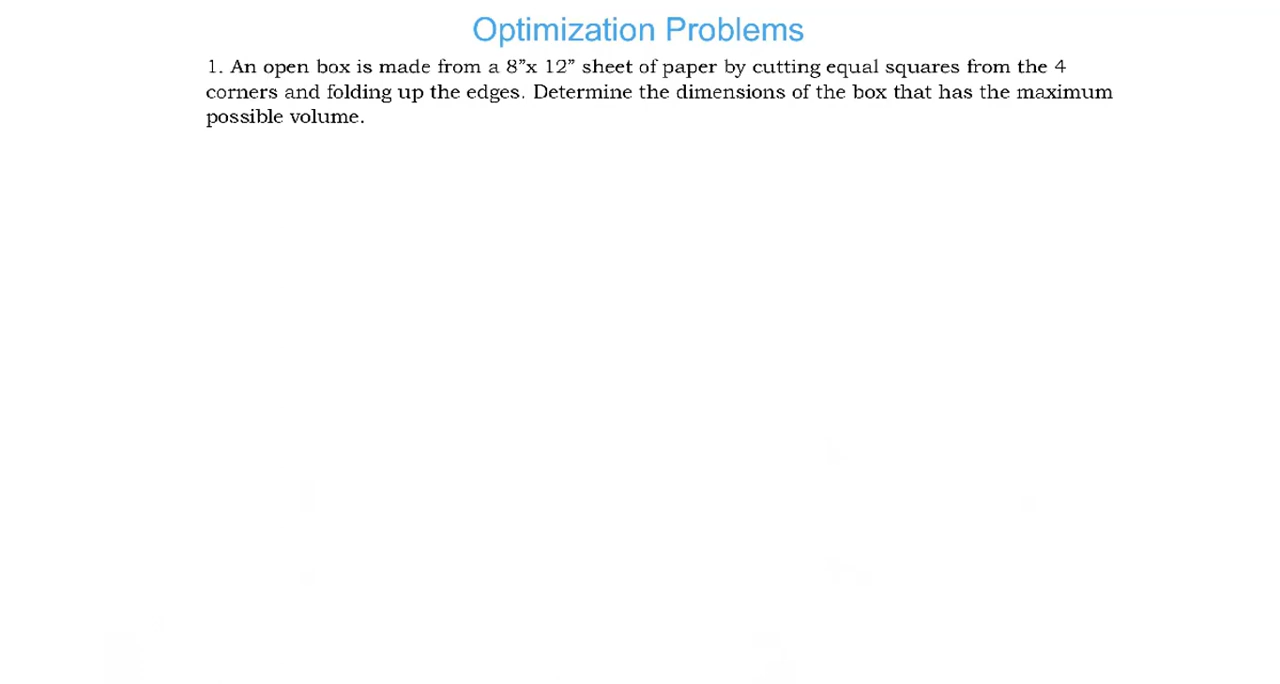 Optimization Problems
1. An open box is made from a 8”x 12” sheet of paper by cutting equal squares from the 4
corners and folding up the edges. Determine the dimensions of the box that has the maximum
possible volume.